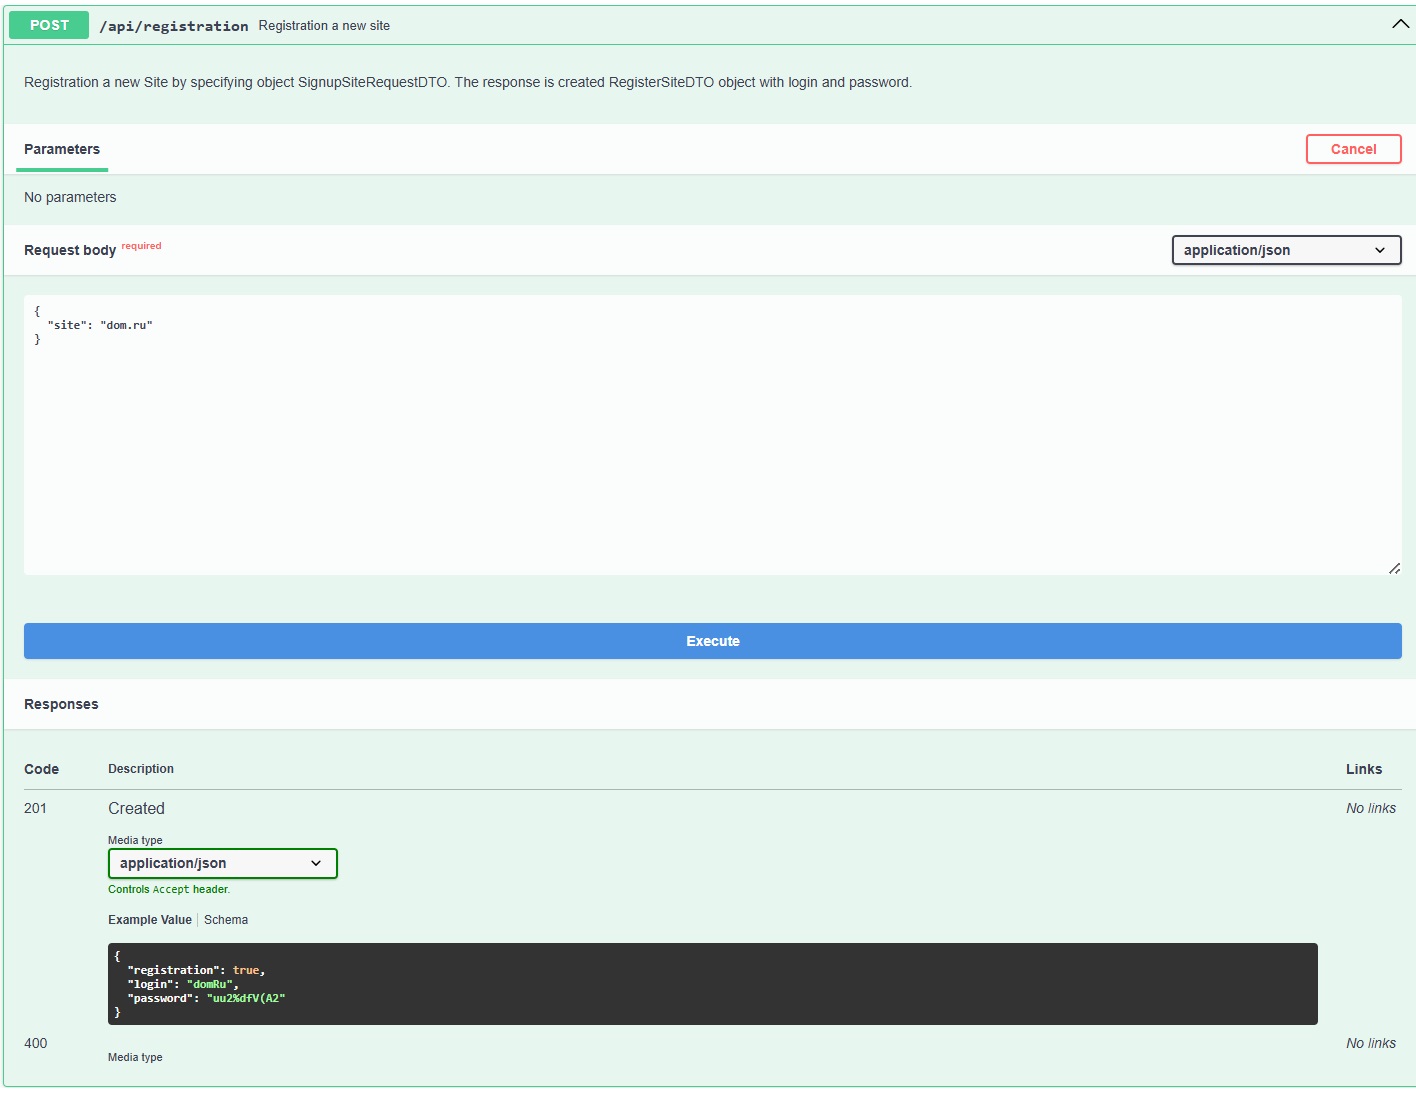 POST /api/registration Registration a new site
Registration a new Site by specifying object SignupSiteRequestDTO. The response is created RegisterSiteDTO object with login and password.
Parameters
Cancel
No parameters
Request body required
application/json
{
"site": "dom.ru"
}
Execute
Responses
Code Description Links
201 Created No links
Media type
application/json
Controls Accept header.
Example Value Schema
{
"registration": true,
"login": "domRu",
"password": "uu2%dfV(A2"
}
400 No links
Media type